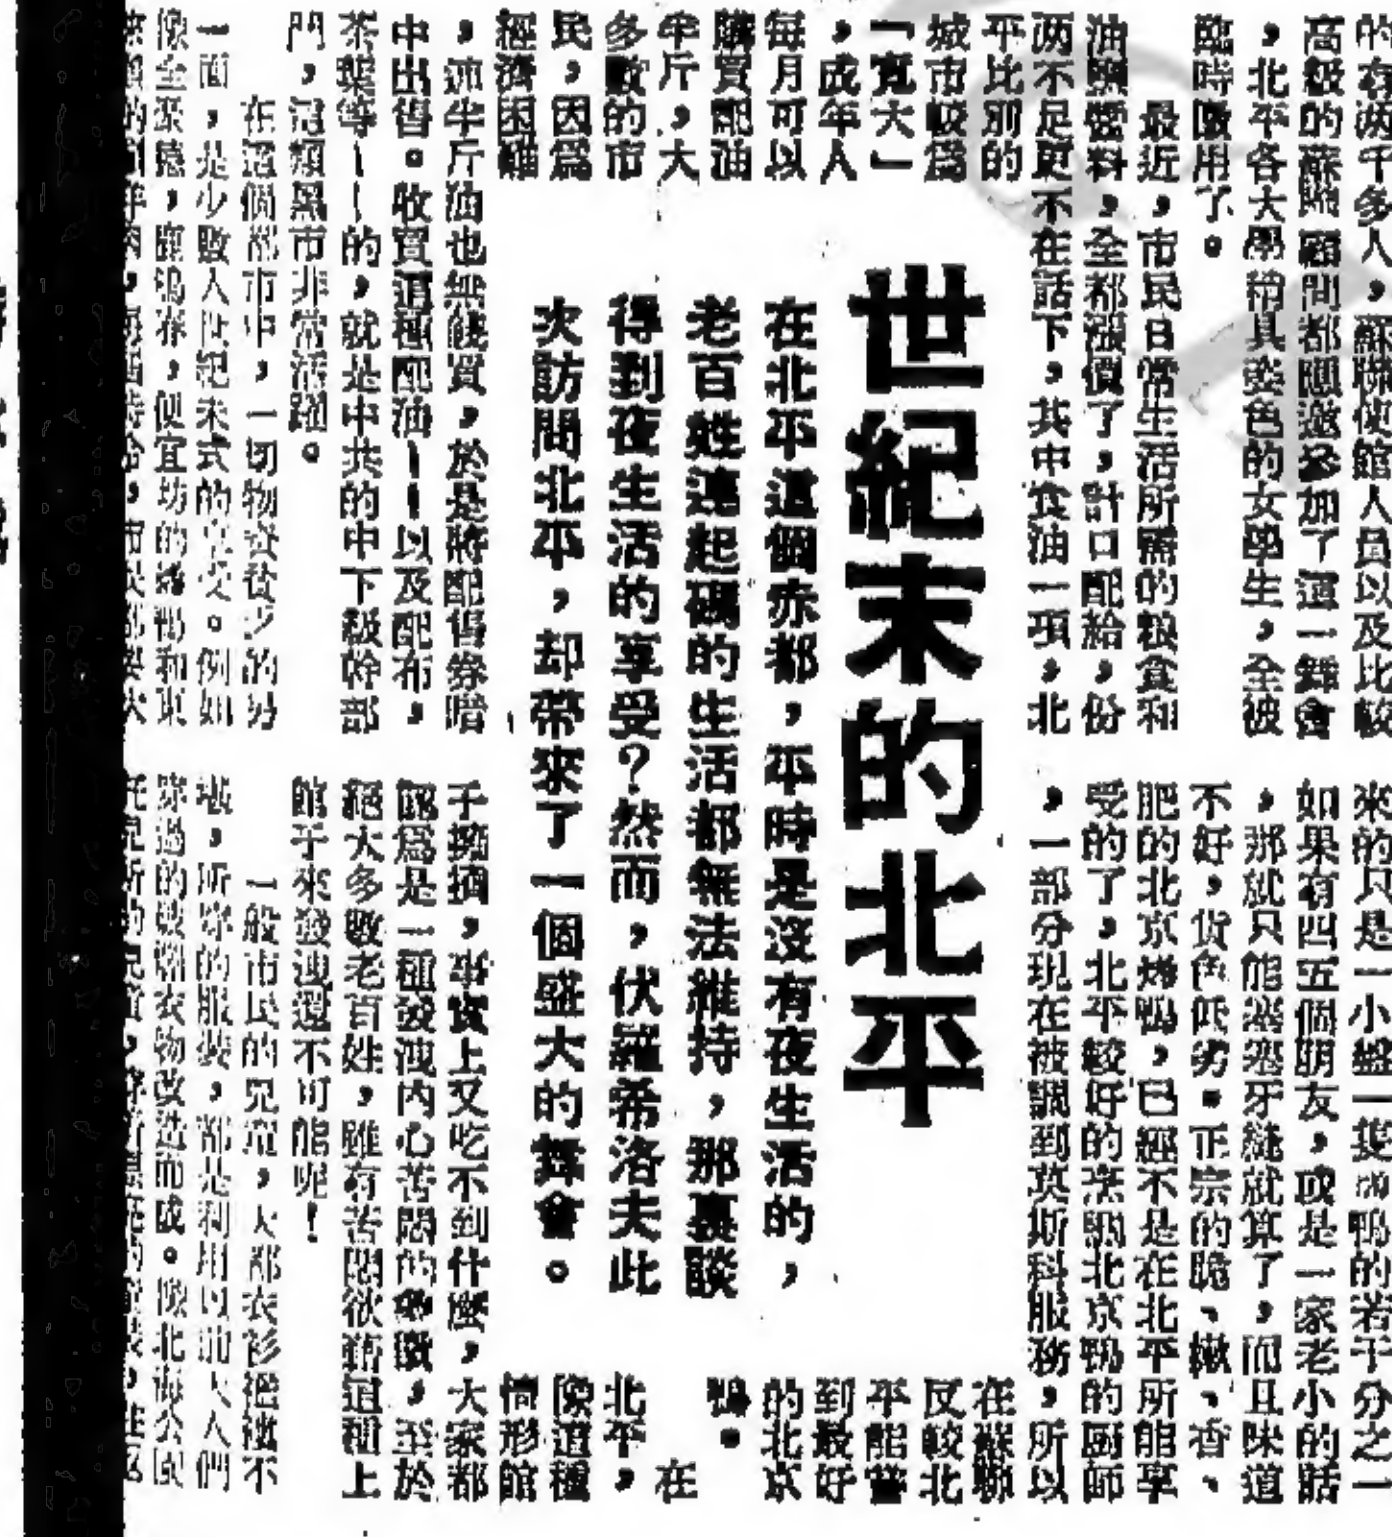 的有两千多人，蘇聯使館人員以及比較
高級的蘇聯顧問都應邀參加了這一舞會
，北平各大學稍具姿色的女學生，全被
臨時徵用了。
最近，市民日常生活所需的粮食和
油鹽醬料，全都漲價了，計口配給，份
两不足更不在話下，其中食油一項，北
平比別的
城市較爲
「寬大」
，成年人
每月可以
購買配油
半斤，大
多數的市
民，因爲
經濟困難
，連半斤油也無錢買，於是將配售券暗
中出售。收買這種配油——以及配布，
茶葉等——的，就是中共的中下級幹部
門，這類黑市非常活躍。
在這個都市中，一切物資貧乏的另
一面，是少數人世紀末式的享受。例如
像全聚德，鹿鳴春，便宜坊的烤鴨和東
世紀末的北平
在北平這個赤都，平時是沒有夜生活的，
老百姓連起碼的生活都無法維持，那裏談
得到夜生活的享受？然而，伏羅希洛夫此
次訪問北平，却帶來了一個盛大的舞會。
來的只是一小盤一隻鴨的若干分之一
如果有四五個朋友，或是一家老小的話
，那就只能塞塞牙縫就算了，而且味道
不好，貨色低劣。正宗的脆、嫩、香、
肥的北京烤鴨，已經不是在北平所能享
受的了，北平較好的烹飪北京鴨的厨師
，一部分現在被調到莫斯科服務，所以
在蘇聯
反較北
平能嘗
到最好
的北京
鴨。
在
北平，
像這種
情形館
子擠擠，事實上又吃不到什麼，大家都
認爲是一種發洩內心苦悶的象徵，至於
絕大多數老百姓，雖有苦悶欲藉這種上
館子來發洩還不可能呢！
一般市民的兒童，大都衣衫襤褸不
堪，所穿的服裝，都是利用以前大人們
穿過的破爛衣物改造而成。像北海公園